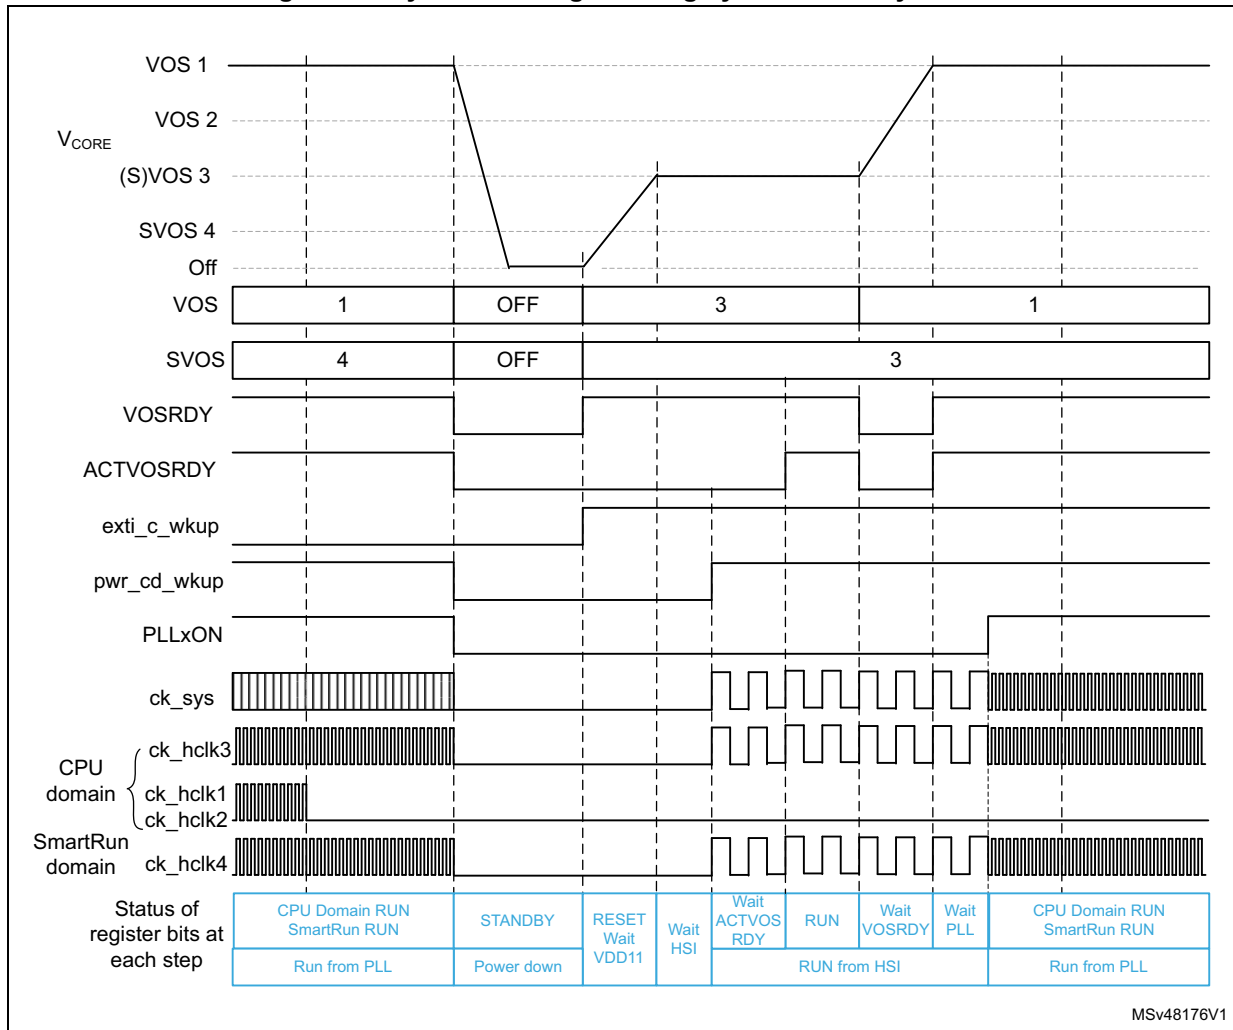 VOS 1
VOS 2
VCORE
(S)VOS 3
SVOS 4
Off
VOS 1 OFF 3 1
SVOS 4 OFF 3
VOSRDY
ACTVOSRDY
exti_c_wkup
pwr_cd_wkup
PLLxON
ck_sys
CPU
domain
ck_hclk3
ck_hclk1
ck_hclk2
SmartRun
domain
ck_hclk4
Status of
register bits at
each step
CPU Domain RUN
SmartRun RUN
STANDBY
RESET
Wait
VDD11
Wait
HSI
Wait
ACTVOS
RDY
RUN
Wait
VOSRDY
Wait
PLL
CPU Domain RUN
SmartRun RUN
Run from PLL
Power down
RUN from HSI
Run from PLL
MSv48176V1